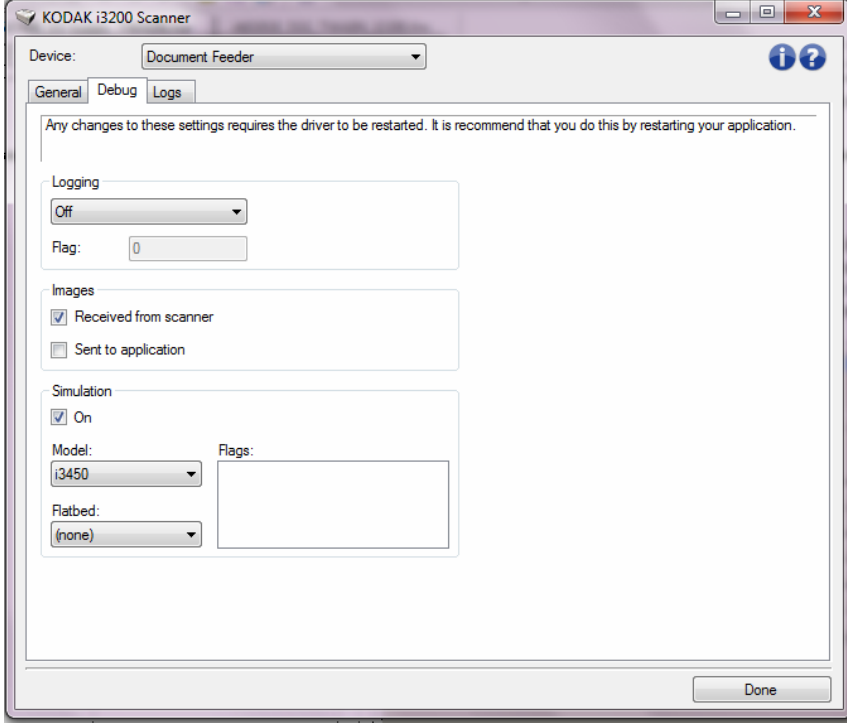 KODAK i3200 Scanner
Device: Document Feeder
General Debug Logs
Any changes to these settings requires the driver to be restarted. It is recommend that you do this by restarting your application.
Logging
Off
Flag: 0
Images
Received from scanner
Sent to application
Simulation
On
Model: Flags:
i3450
Flatbed:
(none)
Done